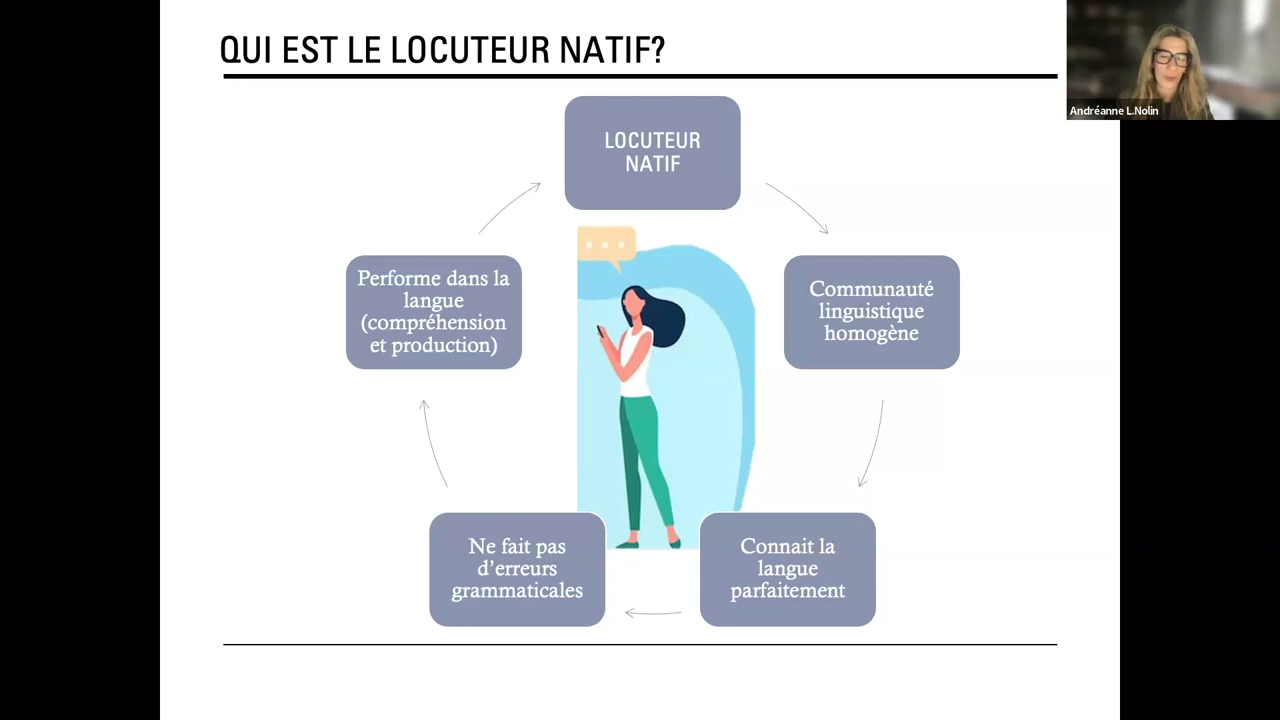 QUI EST LE LOCUTEUR NATIF?
Andréanne L.Nolin
LOCUTEUR
NATIF
Communauté
linguistique
homogène
Connait la
langue
parfaitement
Ne fait pas
d’erreurs
grammaticales
Performe dans la
langue
(compréhension
et production)